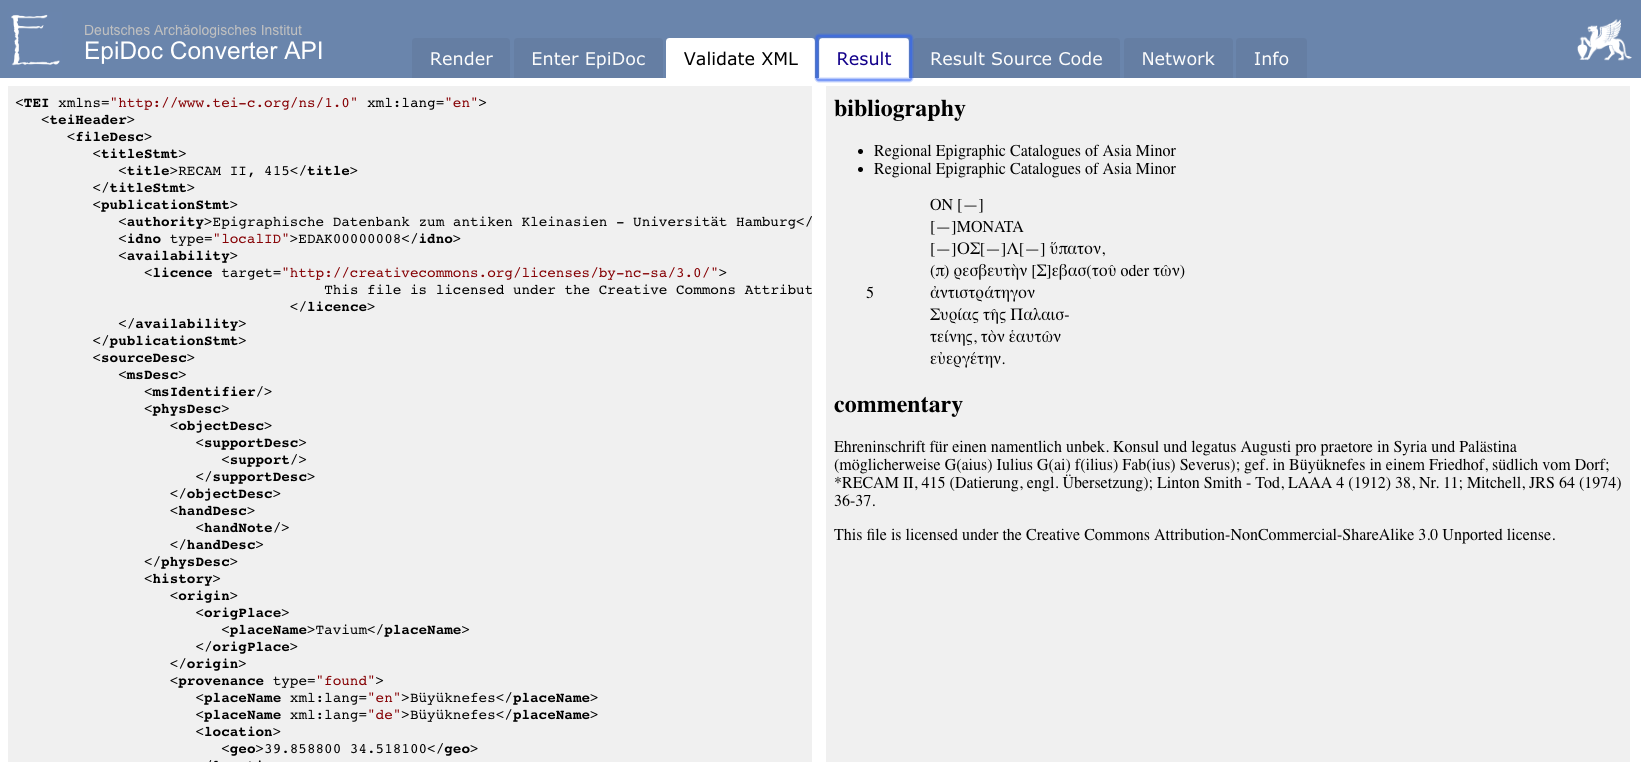 Deutsches Archäologisches Institut
EpiDoc Converter API
Render
Enter EpiDoc
Validate XML
Result
Result Source Code
Network
Info
<TEI xmlns="http://www.tei-c.org/ns/1.0" xml:lang="en">
<teiHeader>
<fileDesc>
<titleStmt>
<title>RECAM II, 415</title>
</titleStmt>
<publicationStmt>
<authority>Epigraphische Datenbank zum antiken Kleinasien - Universität Hamburg</
<idno type="localID">EDAK00000008</idno>
<availability>
<licence target="http://creativecommons.org/licenses/by-nc-sa/3.0/">
This file is licensed under the Creative Commons Attribut
</licence>
</availability>
</publicationStmt>
<sourceDesc>
<msDesc>
<msIdentifier/>
<physDesc>
<objectDesc>
<supportDesc>
<support/>
</supportDesc>
</objectDesc>
<handDesc>
<handNote/>
</handDesc>
</physDesc>
<history>
<origin>
<origPlace>
<placeName>Tavium</placeName>
</origPlace>
</origin>
<provenance type="found">
<placeName xml:lang="en">Büyüknefes</placeName>
<placeName xml:lang="de">Büyüknefes</placeName>
<location>
<geo>39.858800 34.518100</geo>
bibliography
• Regional Epigraphic Catalogues of Asia Minor
• Regional Epigraphic Catalogues of Asia Minor
ΟΝ [—]
[—]ΜΟΝΑΤΑ
[—]ΟΣ[—]Λ[—] ὕπατον,
(π) ρεσβευτὴν [Σ]εβασ(τοῦ oder τῶν)
5 ἀντιστράτηγον
Συρίας τῆς Παλαισ-
τείνης, τὸν ἑαυτῶν
εὐεργέτην.
commentary
Ehreninschrift für einen namentlich unbek. Konsul und legatus Augusti pro praetore in Syria und Palästina
(möglicherweise G(aius) Iulius G(ai) f(ilius) Fab(ius) Severus); gef. in Büyüknefes in einem Friedhof, südlich vom Dorf;
*RECAM II, 415 (Datierung, engl. Übersetzung); Linton Smith - Tod, LAAA 4 (1912) 38, Nr. 11; Mitchell, JRS 64 (1974)
36-37.
This file is licensed under the Creative Commons Attribution-NonCommercial-ShareAlike 3.0 Unported license.